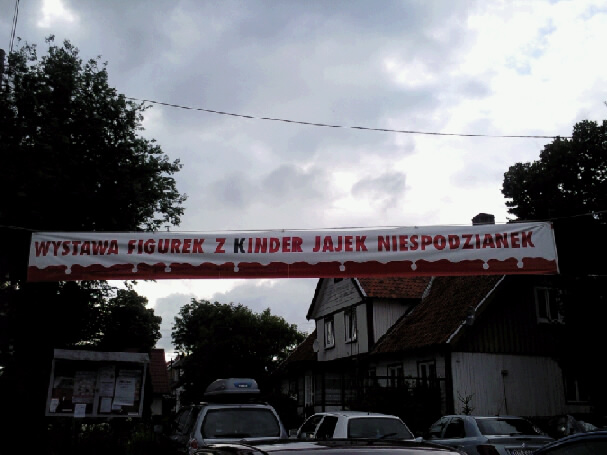 WYSTAWA FIGUREK Z KINDER JAJEK NIESPODZIANEK